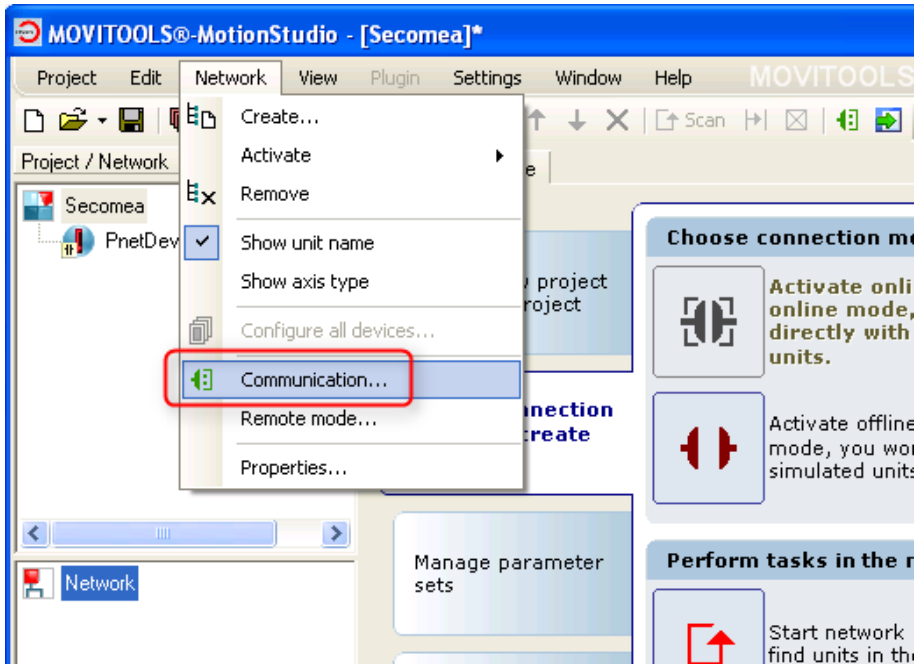 MOVITOOLS®-MotionStudio - [Secomea]*
Project Edit Network View Plugin Settings Window Help MOVITOOLS
Scan
Project / Network
Secomea
PnetDev
Create...
Activate
Remove
Show unit name
Show axis type
Configure all devices...
Communication...
Remote mode...
Properties...
project
roject
nnection
create
Manage parameter
sets
Choose connection m
Activate onli
online mode,
directly with
units.
Activate offline
mode, you wor
simulated units
Perform tasks in the
Start network
find units in the
Network